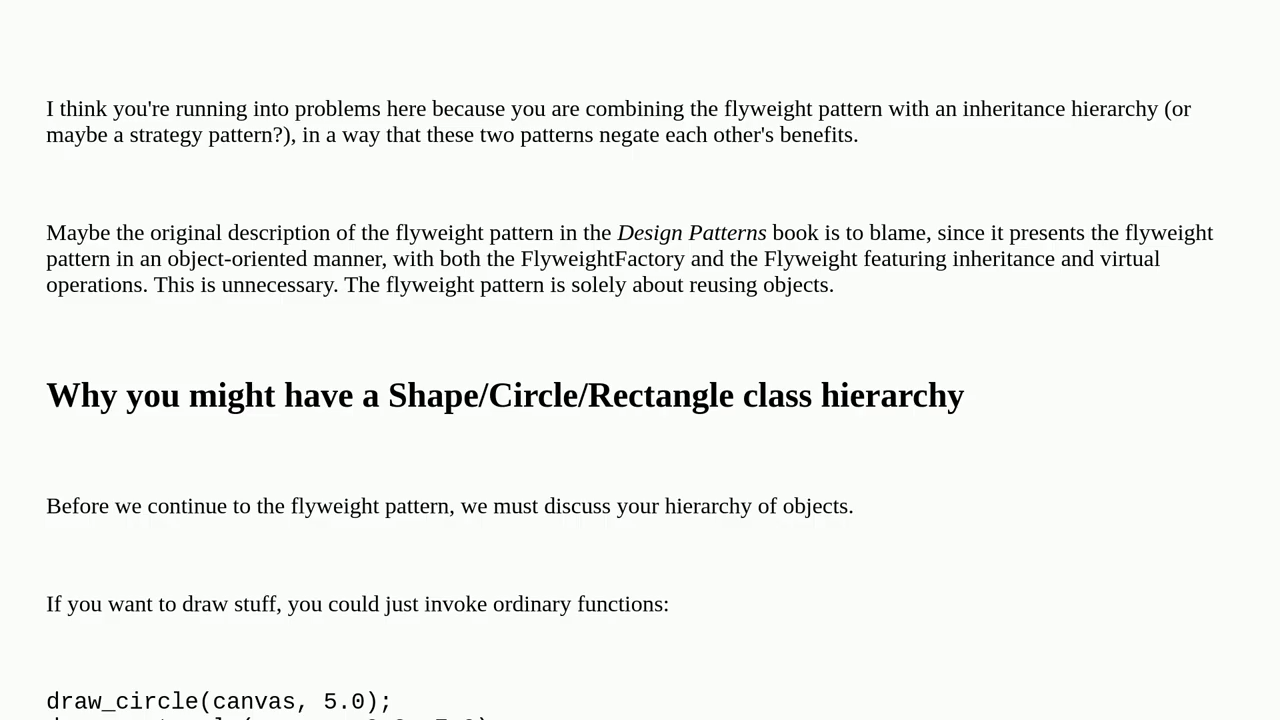 I think you're running into problems here because you are combining the flyweight pattern with an inheritance hierarchy (or
maybe a strategy pattern?), in a way that these two patterns negate each other's benefits.
Maybe the original description of the flyweight pattern in the Design Patterns book is to blame, since it presents the flyweight
pattern in an object-oriented manner, with both the FlyweightFactory and the Flyweight featuring inheritance and virtual
operations. This is unnecessary. The flyweight pattern is solely about reusing objects.
Why you might have a Shape/Circle/Rectangle class hierarchy
Before we continue to the flyweight pattern, we must discuss your hierarchy of objects.
If you want to draw stuff, you could just invoke ordinary functions:
draw_circle(canvas, 5.0);